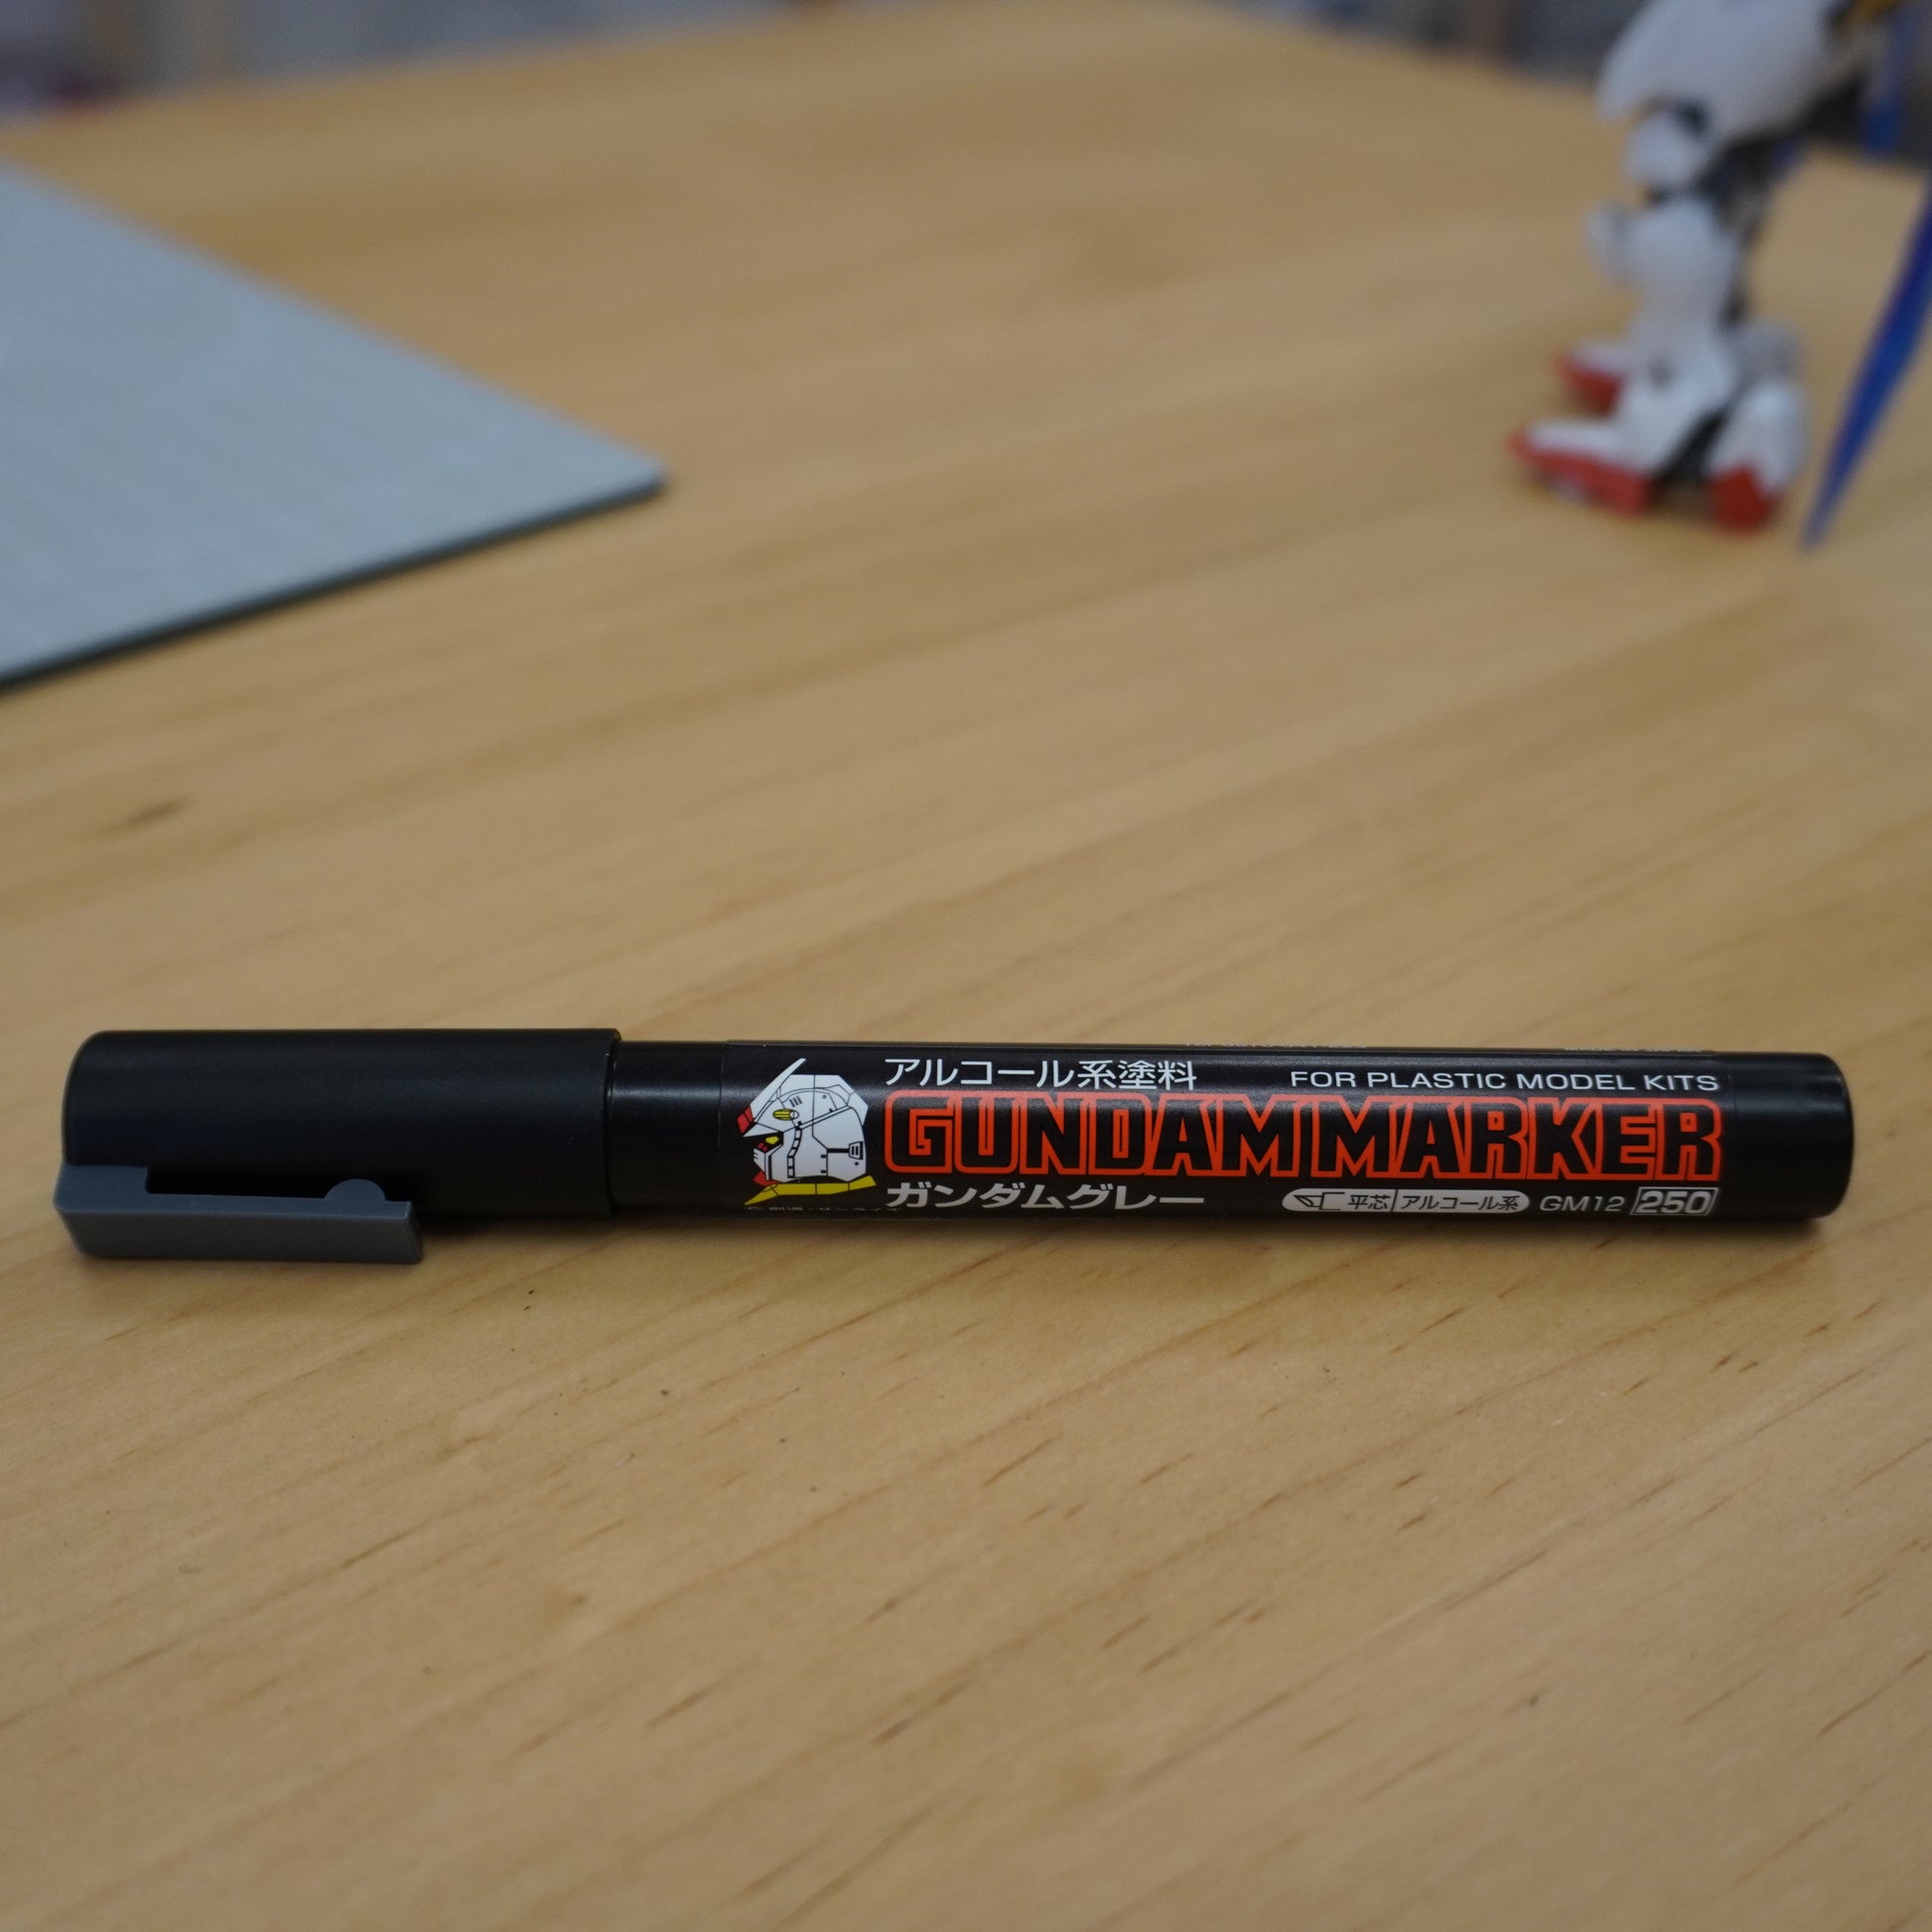 アルコール系塗料 FOR PLASTIC MODEL KITS
GUNDAM MARKER
ガンダムグレー 平芯 アルコール系 GM12 250